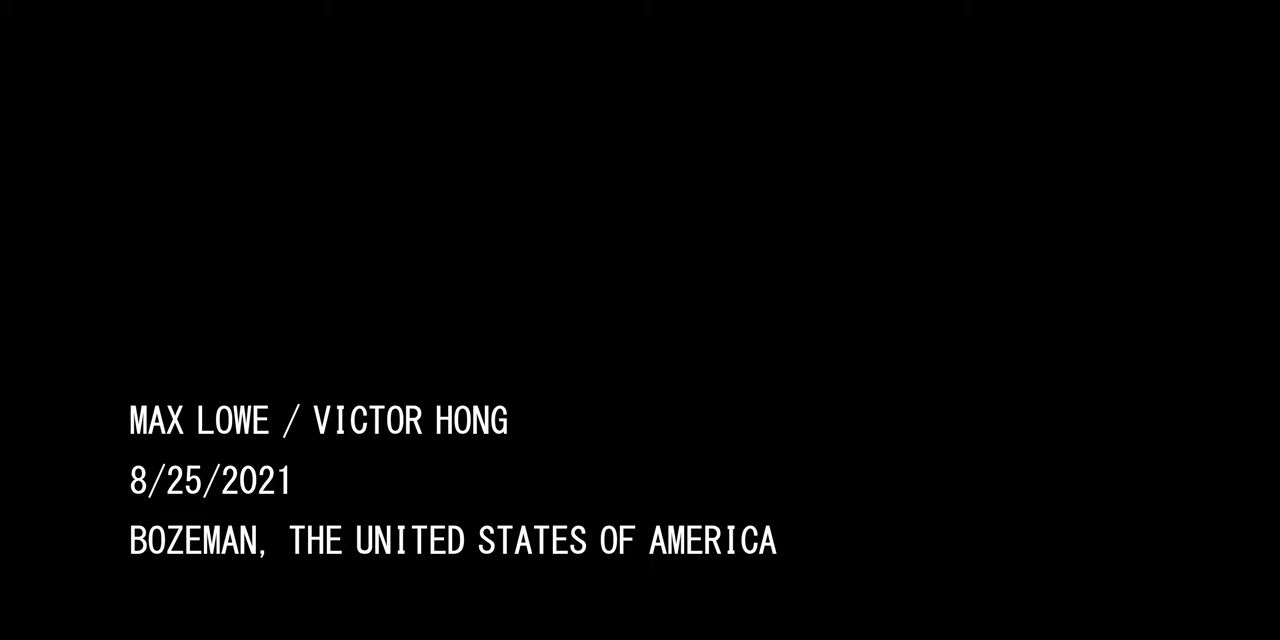 MAX LOWE / VICTOR HONG
8/25/2021
BOZEMAN, THE UNITED STATES OF AMERICA